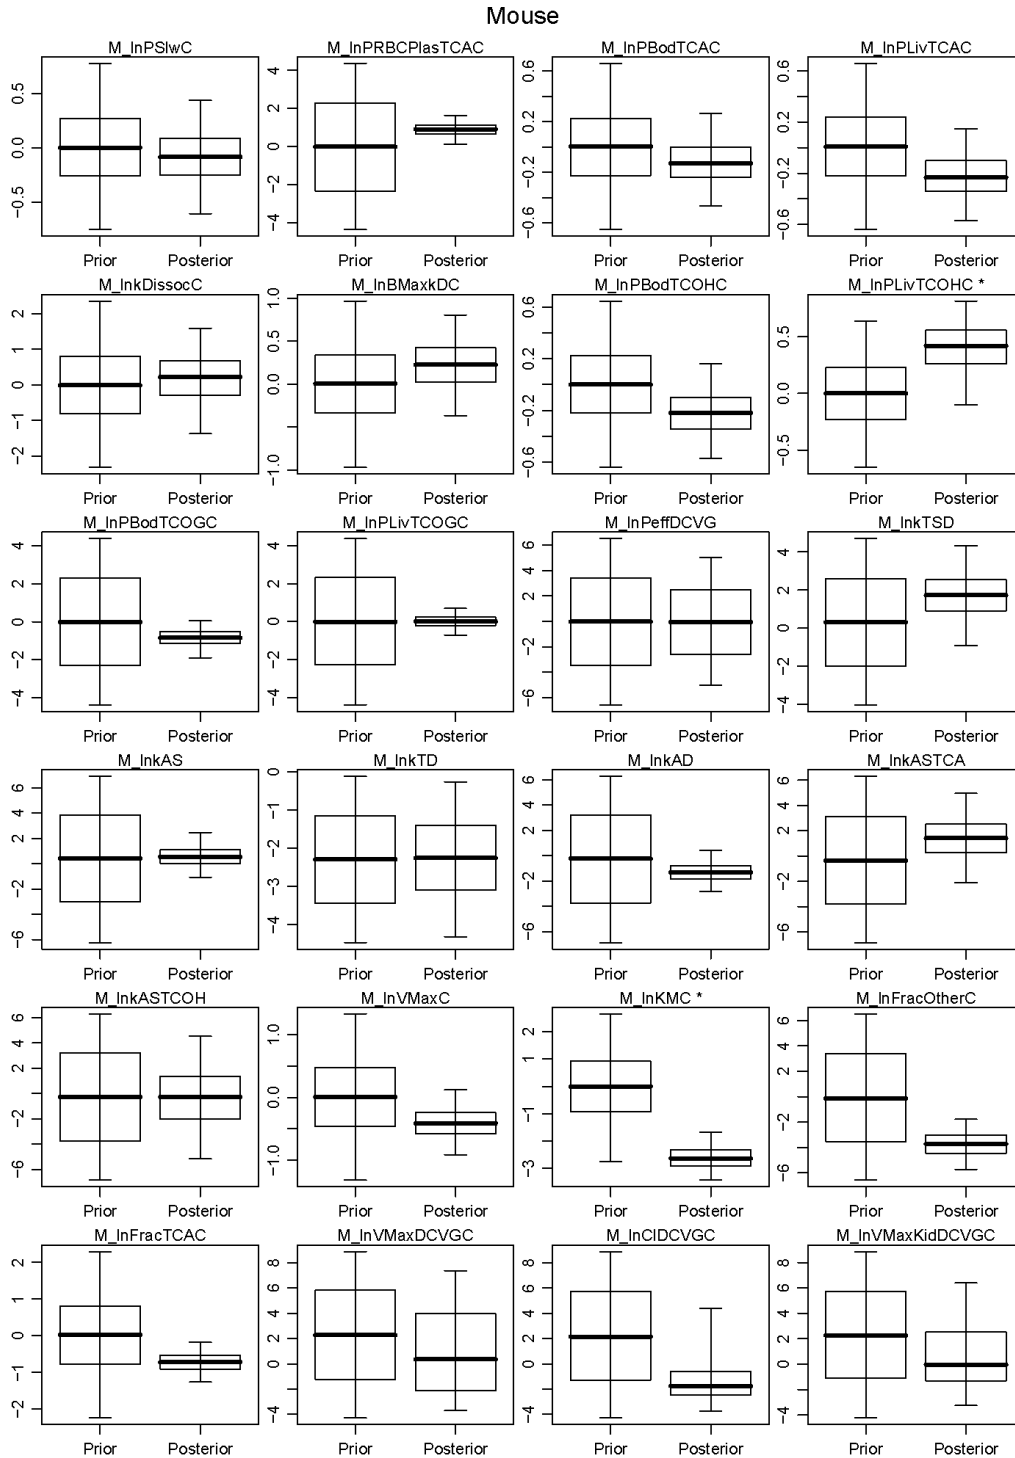 Mouse
M_lnPSlwC M_lnPRBCPlasTCAC M_lnPBodTCAC M_lnPLivTCAC
0.5 4 0.6 0.6
2 0.2 0.2
0.0 0
−0.2 −0.2
−0.5 −2
−4 −0.6 −0.6
Prior Posterior Prior Posterior Prior Posterior Prior Posterior
M_lnkDissocC M_lnBMaxkDC M_lnPBodTCOHC M_lnPLivTCOHC *
2 1.0 0.6 0.5
1 0.5 0.2
0 0.0 0.0
−1 −0.2
−2 −1.0 −0.6 −0.5
Prior Posterior Prior Posterior Prior Posterior Prior Posterior
M_lnPBodTCOGC M_lnPLivTCOGC M_lnPeffDCVG M_lnkTSD
4 4 6 4
2 2 4 2
0 0 2 0
−2 −2 −2 −2
−4 −4 −6 −4
Prior Posterior Prior Posterior Prior Posterior Prior Posterior
M_lnkAS M_lnkTD M_lnkAD M_lnkASTCA
6 0 6 6
4 −1 4
2 −2 2 2
−2 −3 −2 −2
−6 −4 −6 −6
Prior Posterior Prior Posterior Prior Posterior Prior Posterior
M_lnkASTCOH M_lnVMaxC M_lnKMC * M_lnFracOtherC
6 1.0 2 6
4 1 4
2 0.0 2
−2 −1 −2
−6 −1.0 −3 −6
Prior Posterior Prior Posterior Prior Posterior Prior Posterior
M_lnFracTCAC M_lnVMaxDCVGC M_lnClDCVGC M_lnVMaxKidDCVGC
2 8 8 8
1 6 6 6
0 4 4 4
2 2 2
−1 0 0 0
−2 −4 −4 −4
Prior Posterior Prior Posterior Prior Posterior Prior Posterior